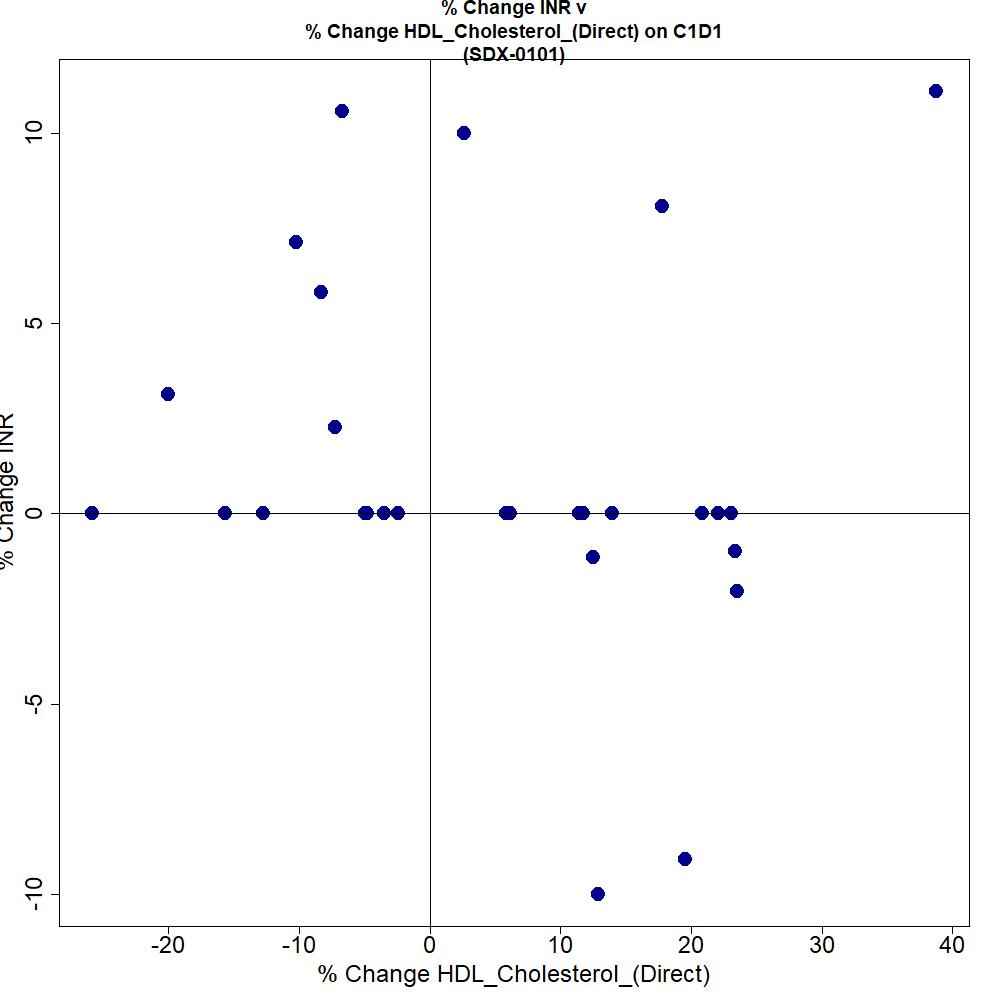 % Change INR v
% Change HDL_Cholesterol_(Direct) on C1D1
(SDX-0101)
% Change INR
10
5
0
-5
-10
-20
-10
0
10
20
30
40
% Change HDL_Cholesterol_(Direct)